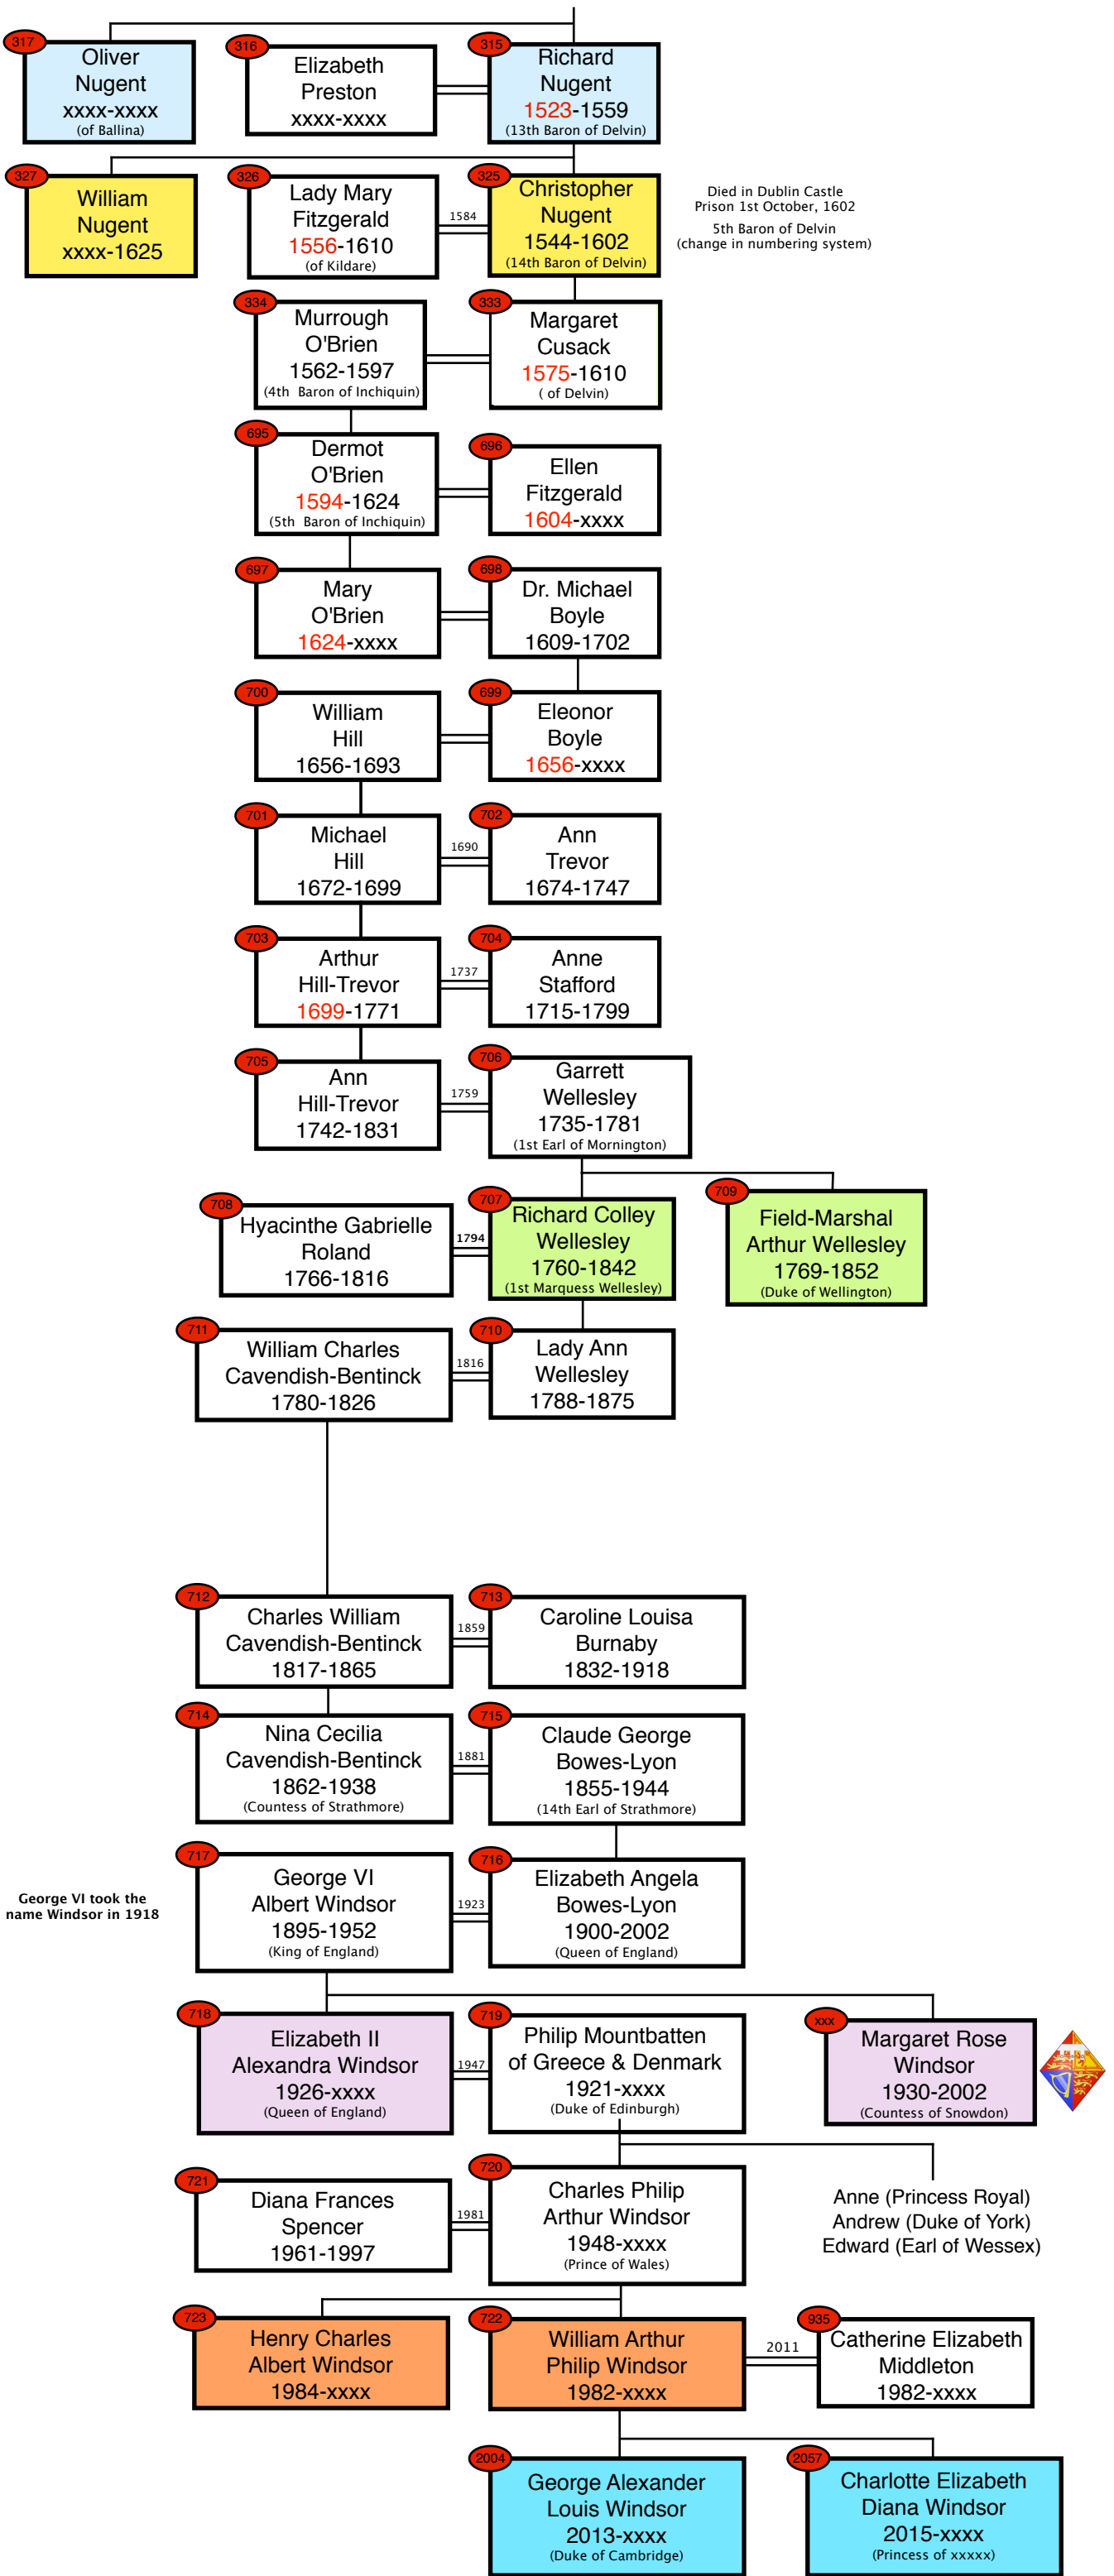 317
Oliver
Nugent
xxxx-xxxx
(of Ballina)
316
Elizabeth
Preston
xxxx-xxxx
315
Richard
Nugent
1523-1559
(13th Baron of Delvin)
327
William
Nugent
xxxx-1625
326
Lady Mary
Fitzgerald
1556-1610
(of Kildare)
1584
325
Christopher
Nugent
1544-1602
(14th Baron of Delvin)
Died in Dublin Castle
Prison 1st October, 1602
5th Baron of Delvin
(change in numbering system)
334
Murrough
O'Brien
1562-1597
(4th Baron of Inchiquin)
333
Margaret
Cusack
1575-1610
( of Delvin)
695
Dermot
O'Brien
1594-1624
(5th Baron of Inchiquin)
696
Ellen
Fitzgerald
1604-xxxx
697
Mary
O'Brien
1624-xxxx
698
Dr. Michael
Boyle
1609-1702
700
William
Hill
1656-1693
699
Eleonor
Boyle
1656-xxxx
701
Michael
Hill
1672-1699
1690
702
Ann
Trevor
1674-1747
703
Arthur
Hill-Trevor
1699-1771
1737
704
Anne
Stafford
1715-1799
705
Ann
Hill-Trevor
1742-1831
1759
706
Garrett
Wellesley
1735-1781
(1st Earl of Mornington)
708
Hyacinthe Gabrielle
Roland
1766-1816
1794
707
Richard Colley
Wellesley
1760-1842
(1st Marquess Wellesley)
709
Field-Marshal
Arthur Wellesley
1769-1852
(Duke of Wellington)
711
William Charles
Cavendish-Bentinck
1780-1826
1816
710
Lady Ann
Wellesley
1788-1875
712
Charles William
Cavendish-Bentinck
1817-1865
1859
713
Caroline Louisa
Burnaby
1832-1918
714
Nina Cecilia
Cavendish-Bentinck
1862-1938
(Countess of Strathmore)
1881
715
Claude George
Bowes-Lyon
1855-1944
(14th Earl of Strathmore)
George VI took the
name Windsor in 1918
717
George VI
Albert Windsor
1895-1952
(King of England)
1923
716
Elizabeth Angela
Bowes-Lyon
1900-2002
(Queen of England)
718
Elizabeth II
Alexandra Windsor
1926-xxxx
(Queen of England)
1947
719
Philip Mountbatten
of Greece & Denmark
1921-xxxx
(Duke of Edinburgh)
xxx
Margaret Rose
Windsor
1930-2002
(Countess of Snowdon)
721
Diana Frances
Spencer
1961-1997
1981
720
Charles Philip
Arthur Windsor
1948-xxxx
(Prince of Wales)
Anne (Princess Royal)
Andrew (Duke of York)
Edward (Earl of Wessex)
723
Henry Charles
Albert Windsor
1984-xxxx
722
William Arthur
Philip Windsor
1982-xxxx
2011
935
Catherine Elizabeth
Middleton
1982-xxxx
2004
George Alexander
Louis Windsor
2013-xxxx
(Duke of Cambridge)
2057
Charlotte Elizabeth
Diana Windsor
2015-xxxx
(Princess of xxxxx)